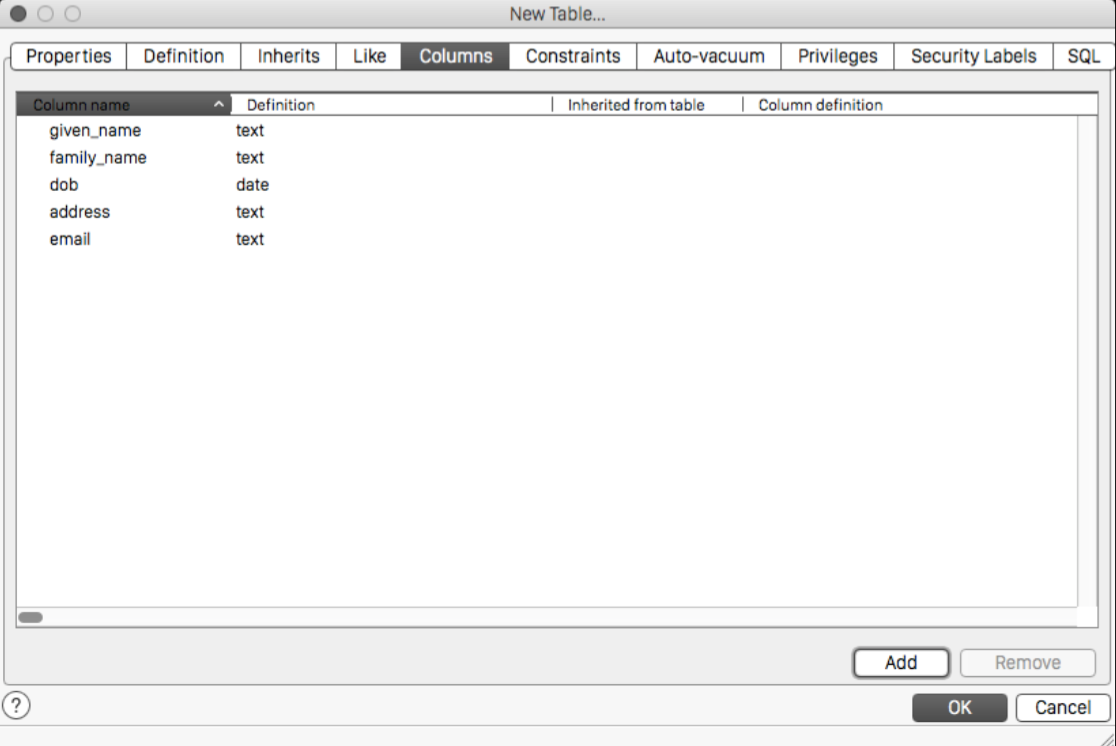 New Table...
Properties Definition Inherits Like Columns Constraints Auto-vacuum Privileges Security Labels SQL
Column name Definition Inherited from table Column definition
given_name text
family_name text
dob date
address text
email text
Add Remove
? OK Cancel